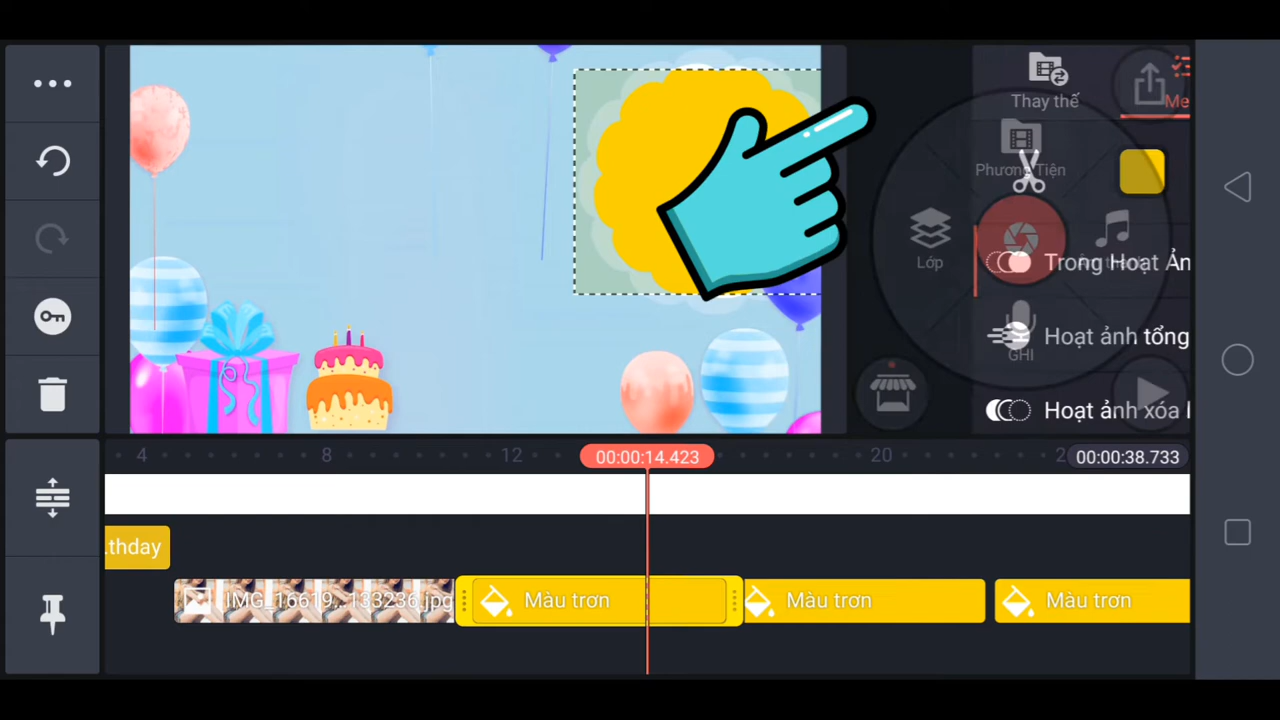 Thay thế
Me
Phương Tiện
Lớp
Trong Hoạt Ản
Hoạt ảnh tổng
GHI
Hoạt ảnh xóa
4
8
12
00:00:14.423
20
2
00:00:38.733
..thday
IMG_16619...133236.jpg
Màu trơn
Màu trơn
Màu trơn